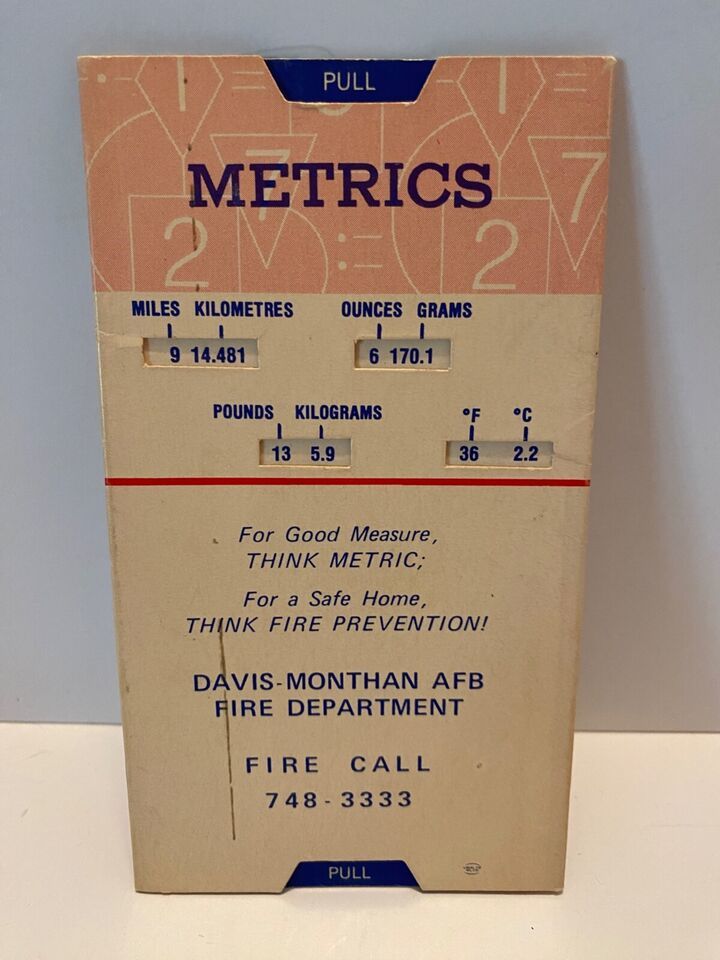 PULL
METRICS
MILES KILOMETRES OUNCES GRAMS
9 14.481 6 170.1
POUNDS KILOGRAMS °F °C
13 5.9 36 2.2
For Good Measure,
THINK METRIC;
For a Safe Home,
THINK FIRE PREVENTION!
DAVIS-MONTHAN AFB
FIRE DEPARTMENT
FIRE CALL
748-3333
PULL